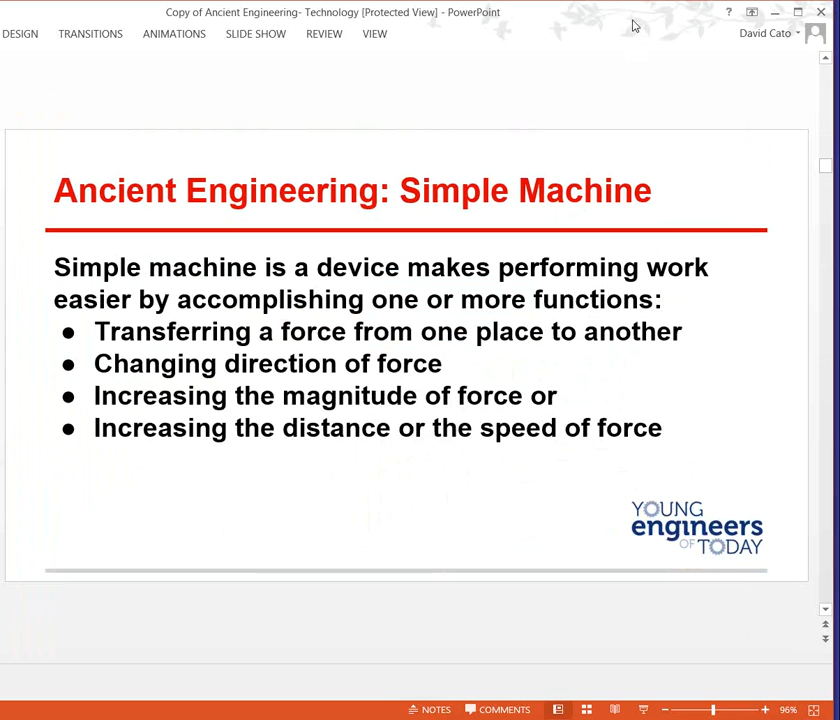 Copy of Ancient Engineering- Technology [Protected View] - PowerPoint
?
DESIGN TRANSITIONS ANIMATIONS SLIDE SHOW REVIEW VIEW David Cato
Ancient Engineering: Simple Machine
Simple machine is a device makes performing work
easier by accomplishing one or more functions:
● Transferring a force from one place to another
● Changing direction of force
● Increasing the magnitude of force or
● Increasing the distance or the speed of force
YOUNG
engineers
OF TODAY
NOTES COMMENTS 96%